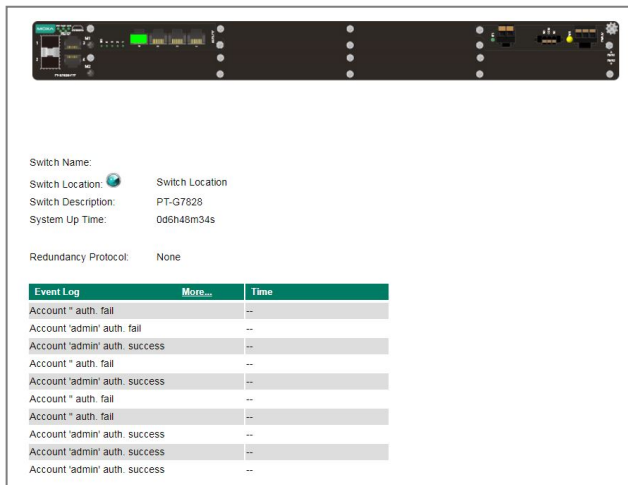 MOXA
M1
M2
Switch Name:
Switch Location: Switch Location
Switch Description: PT-G7828
System Up Time: 0d6h48m34s
Redundancy Protocol: None
Event Log More... Time
Account '' auth. fail --
Account 'admin' auth. fail --
Account 'admin' auth. success --
Account '' auth. fail --
Account 'admin' auth. success --
Account '' auth. fail --
Account '' auth. fail --
Account 'admin' auth. success --
Account 'admin' auth. success --
Account 'admin' auth. success --